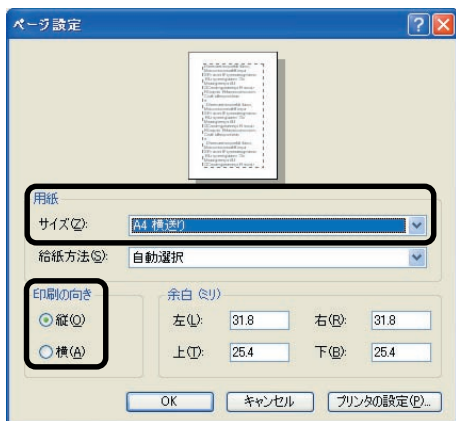 ページ設定
用紙
サイズ(Z): A4 横送り
給紙方法(S): 自動選択
印刷の向き
縦(O)
横(A)
余白 (ミリ)
左(L): 31.8 右(R): 31.8
上(T): 25.4 下(B): 25.4
OK キャンセル プリンタの設定(P)...